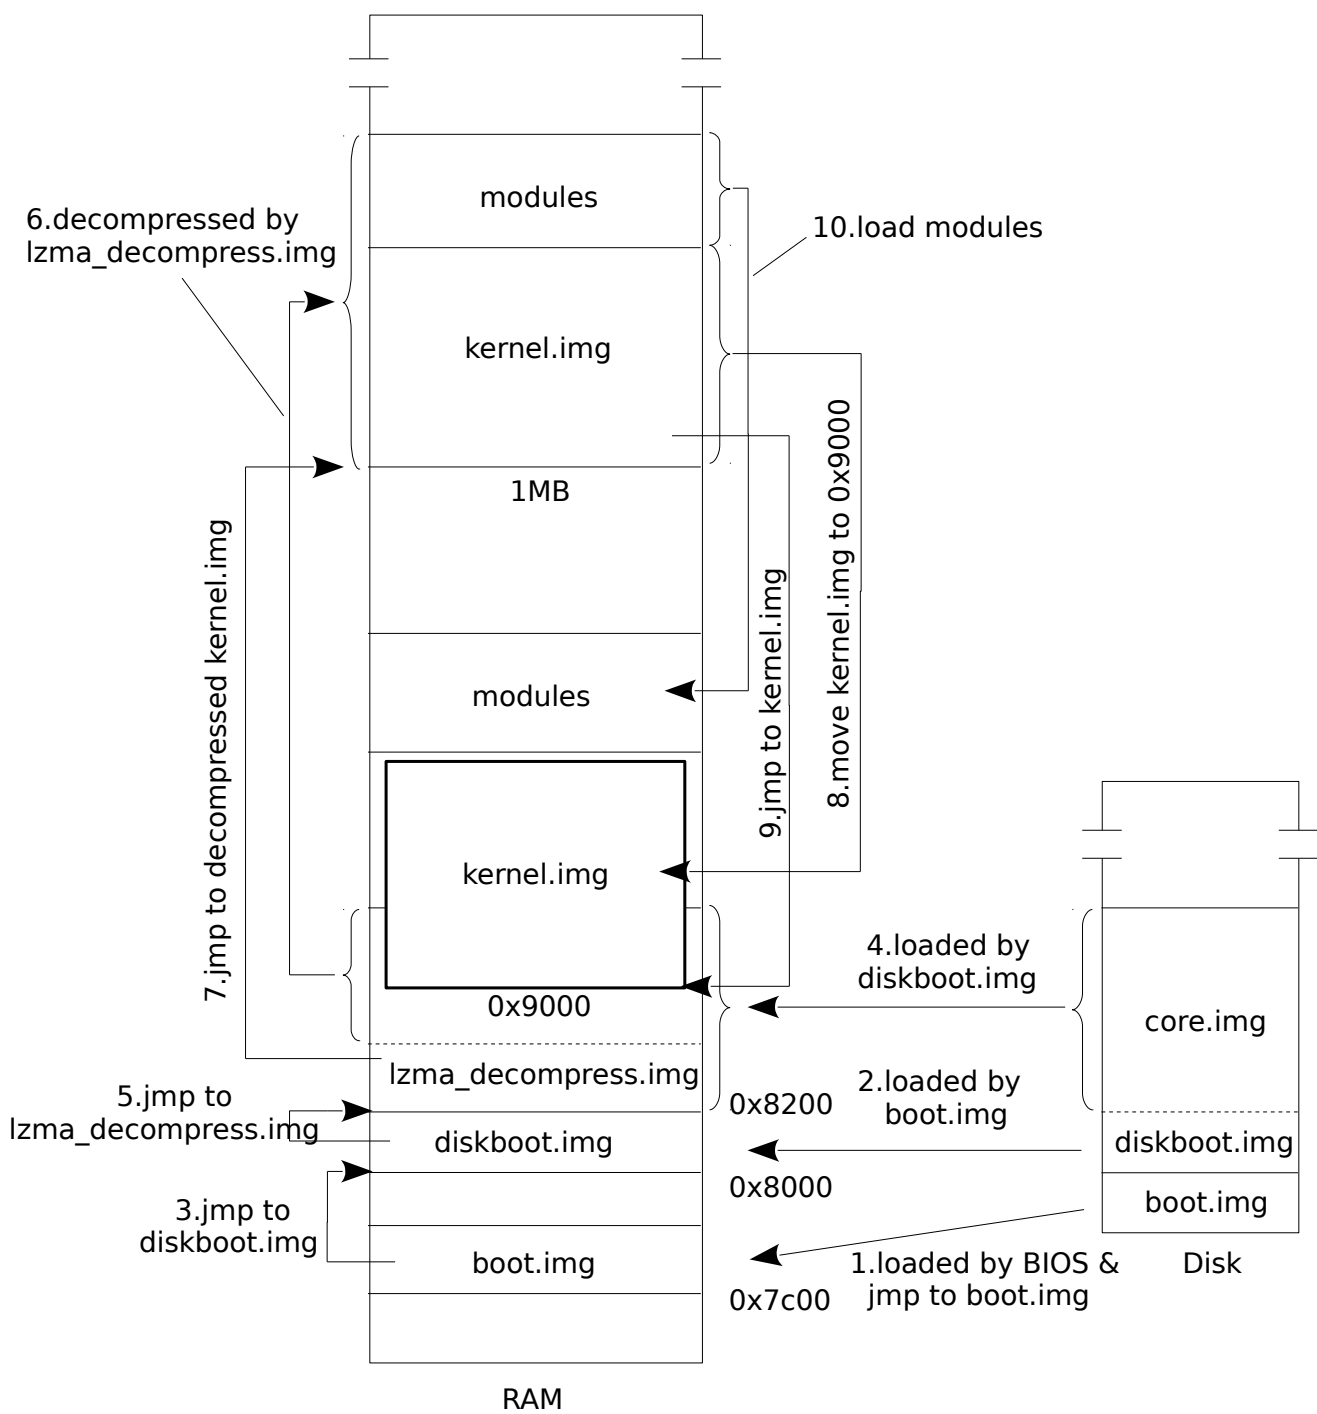 modules
6.decompressed by
lzma_decompress.img
10.load modules
kernel.img
1MB
7.jmp to decompressed kernel.img
8.move kernel.img to 0x9000
9.jmp to kernel.img
modules
kernel.img
0x9000
4.loaded by
diskboot.img
core.img
lzma_decompress.img
5.jmp to
lzma_decompress.img
0x8200
2.loaded by
boot.img
diskboot.img
diskboot.img
0x8000
3.jmp to
diskboot.img
boot.img
boot.img
1.loaded by BIOS &
jmp to boot.img
Disk
0x7c00
RAM